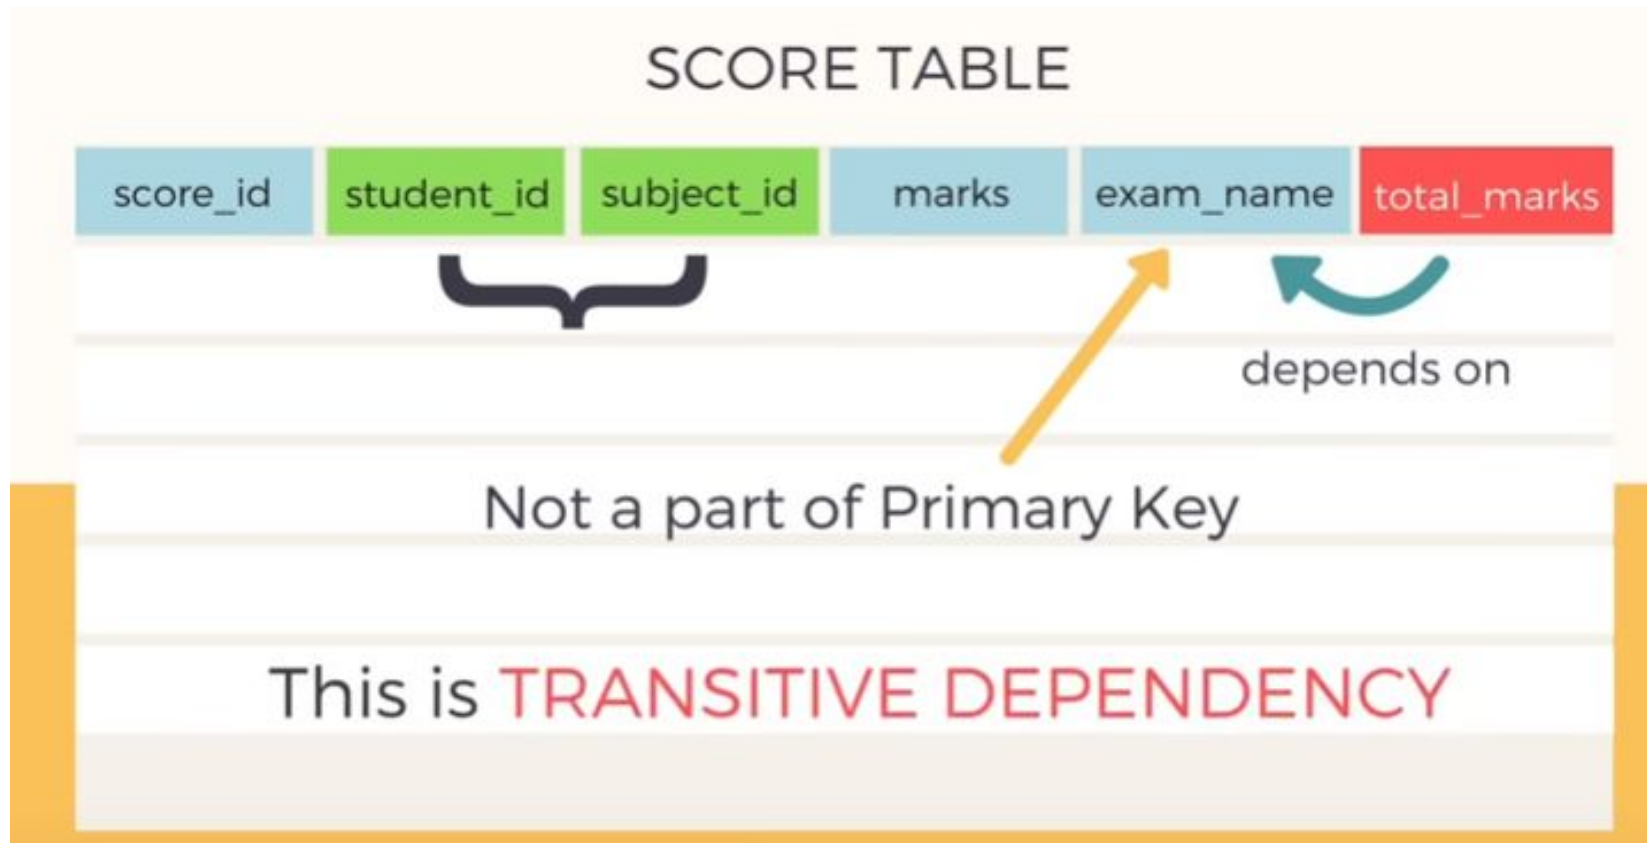 SCORE TABLE
score_id student_id subject_id marks exam_name total_marks
depends on
Not a part of Primary Key
This is TRANSITIVE DEPENDENCY